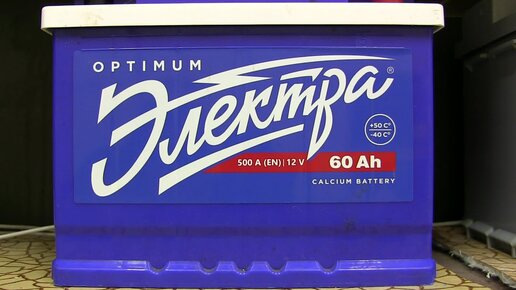 OPTIMUM
Электра®
+50 C°
-40 C°
500 A (EN) | 12 V 60 Ah
CALCIUM BATTERY